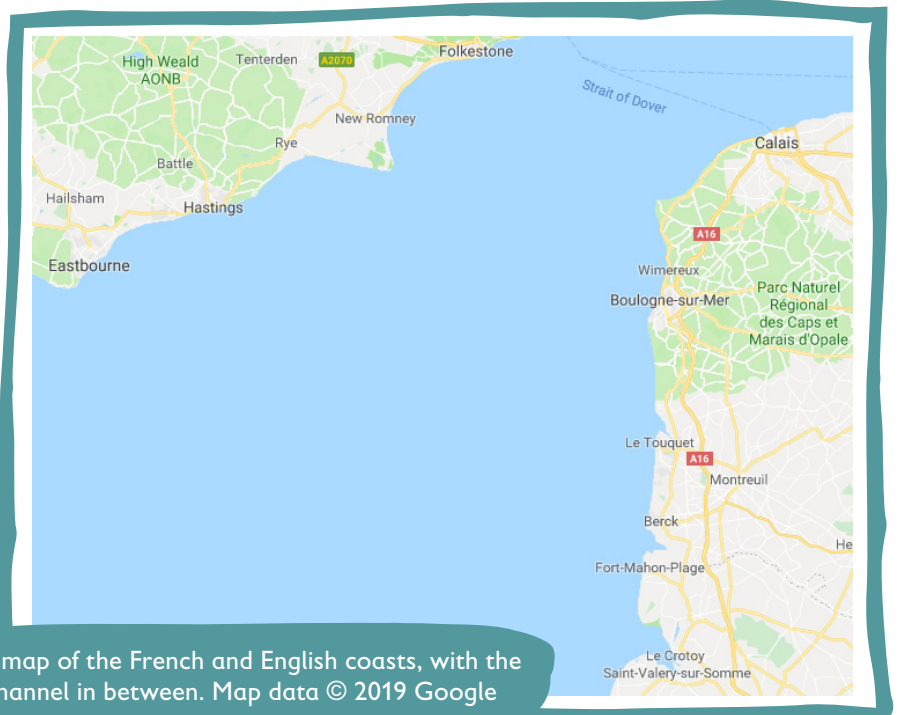 Folkestone
High Weald
AONB
Tenterden
A2070
Strait of Dover
New Romney
Calais
Rye
Battle
Hailsham
Hastings
A16
Eastbourne
Wimereux
Boulogne-sur-Mer
Parc Naturel
Régional
des Caps et
Marais d'Opale
Le Touquet
A16
Montreuil
Berck
He
Fort-Mahon-Plage
Le Crotoy
Saint-Valery-sur-Somme
map of the French and English coasts, with the
hannel in between. Map data © 2019 Google